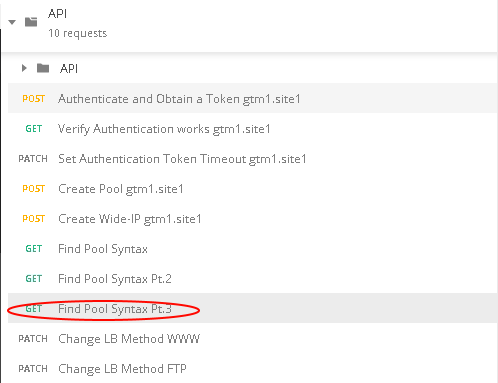 API
10 requests
API
POST Authenticate and Obtain a Token gtm1.site1
GET Verify Authentication works gtm1.site1
PATCH Set Authentication Token Timeout gtm1.site1
POST Create Pool gtm1.site1
POST Create Wide-IP gtm1.site1
GET Find Pool Syntax
GET Find Pool Syntax Pt.2
GET Find Pool Syntax Pt.3
PATCH Change LB Method WWW
PATCH Change LB Method FTP